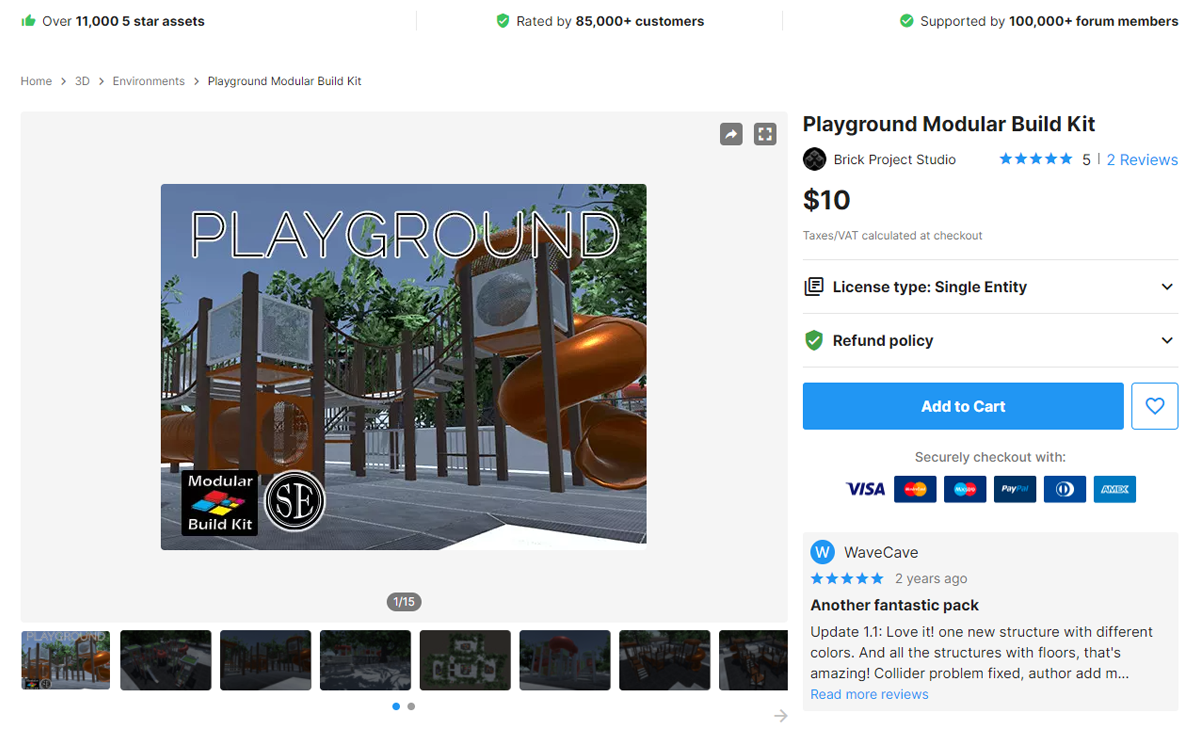 Over 11,000 5 star assets
Rated by 85,000+ customers
Supported by 100,000+ forum members
Home > 3D > Environments > Playground Modular Build Kit
PLAYGROUND
Modular
Build Kit
SE
1/15
PLAYGROUND
Playground Modular Build Kit
Brick Project Studio
5 | 2 Reviews
$10
Taxes/VAT calculated at checkout
License type: Single Entity
Refund policy
Add to Cart
Securely checkout with:
VISA
PayPal
AMEX
W WaveCave
2 years ago
Another fantastic pack
Update 1.1: Love it! one new structure with different
colors. And all the structures with floors, that's
amazing! Collider problem fixed, author add m...
Read more reviews